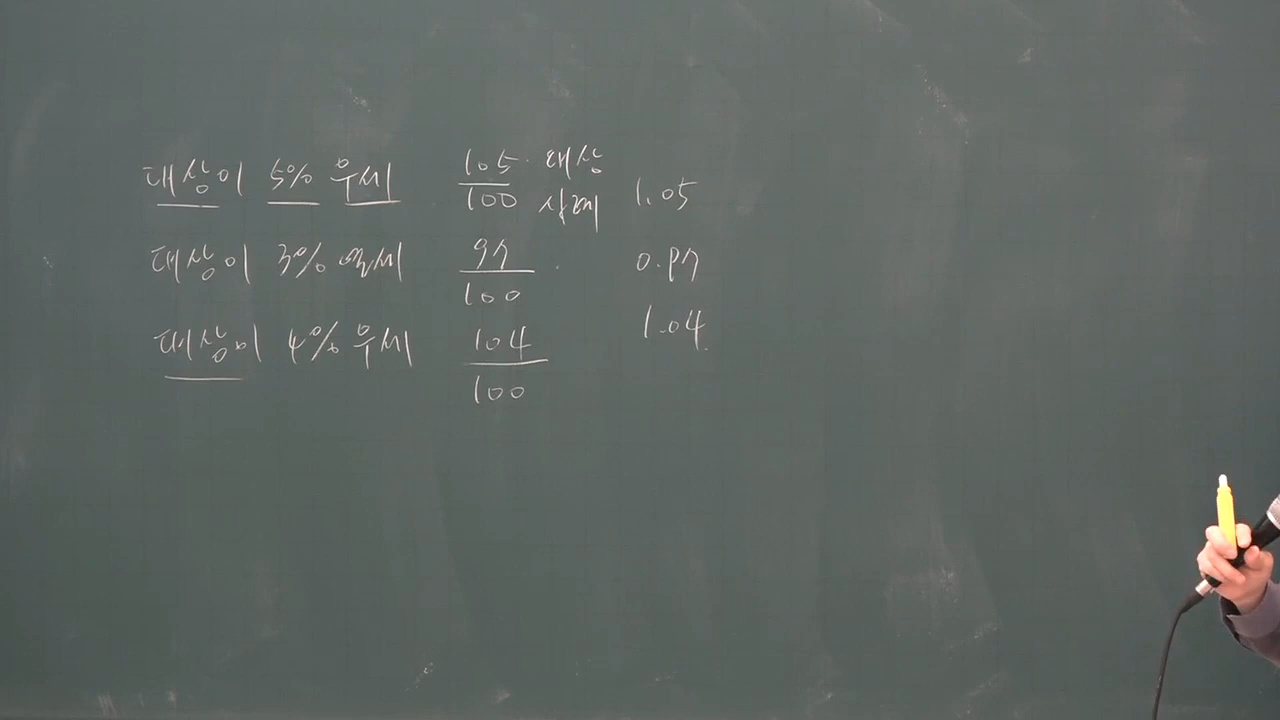 대상이 5% 우세 105 대상
100 사례 1.05
대상이 3% 열세 97 0.97
100
대상이 4% 우세 104 1.04
100